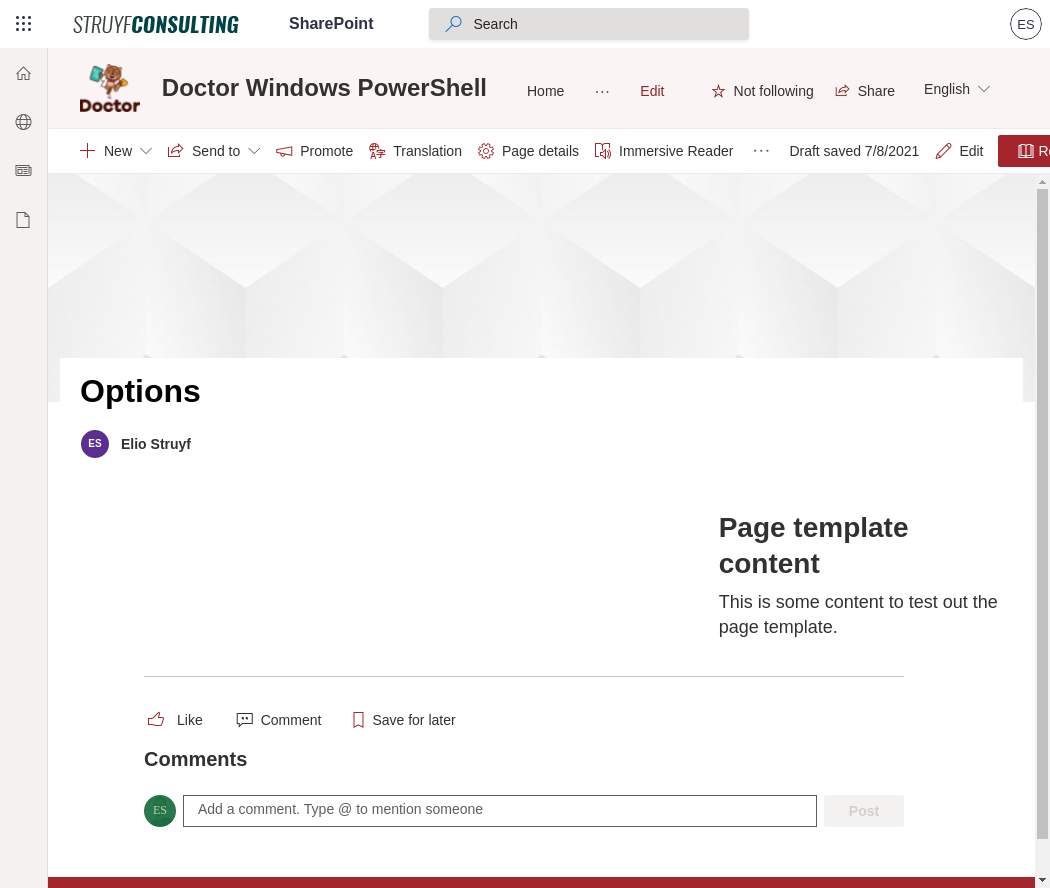 STRUYFCONSULTING SharePoint Search ES
Doctor Doctor Windows PowerShell Home ... Edit Not following Share English
New Send to Promote Translation Page details Immersive Reader ... Draft saved 7/8/2021 Edit
Options
ES Elio Struyf
Page template
content
This is some content to test out the
page template.
Like Comment Save for later
Comments
ES Add a comment. Type @ to mention someone Post